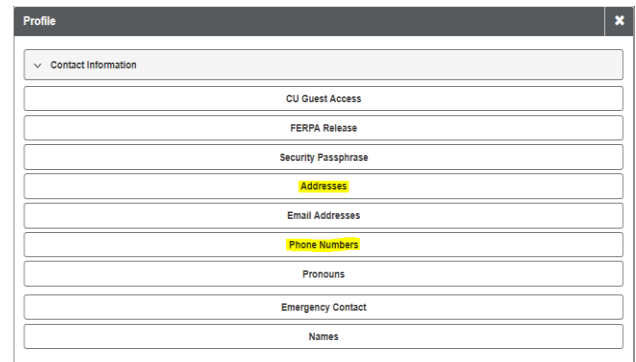 Profile
Contact Information
CU Guest Access
FERPA Release
Security Passphrase
Addresses
Email Addresses
Phone Numbers
Pronouns
Emergency Contact
Names